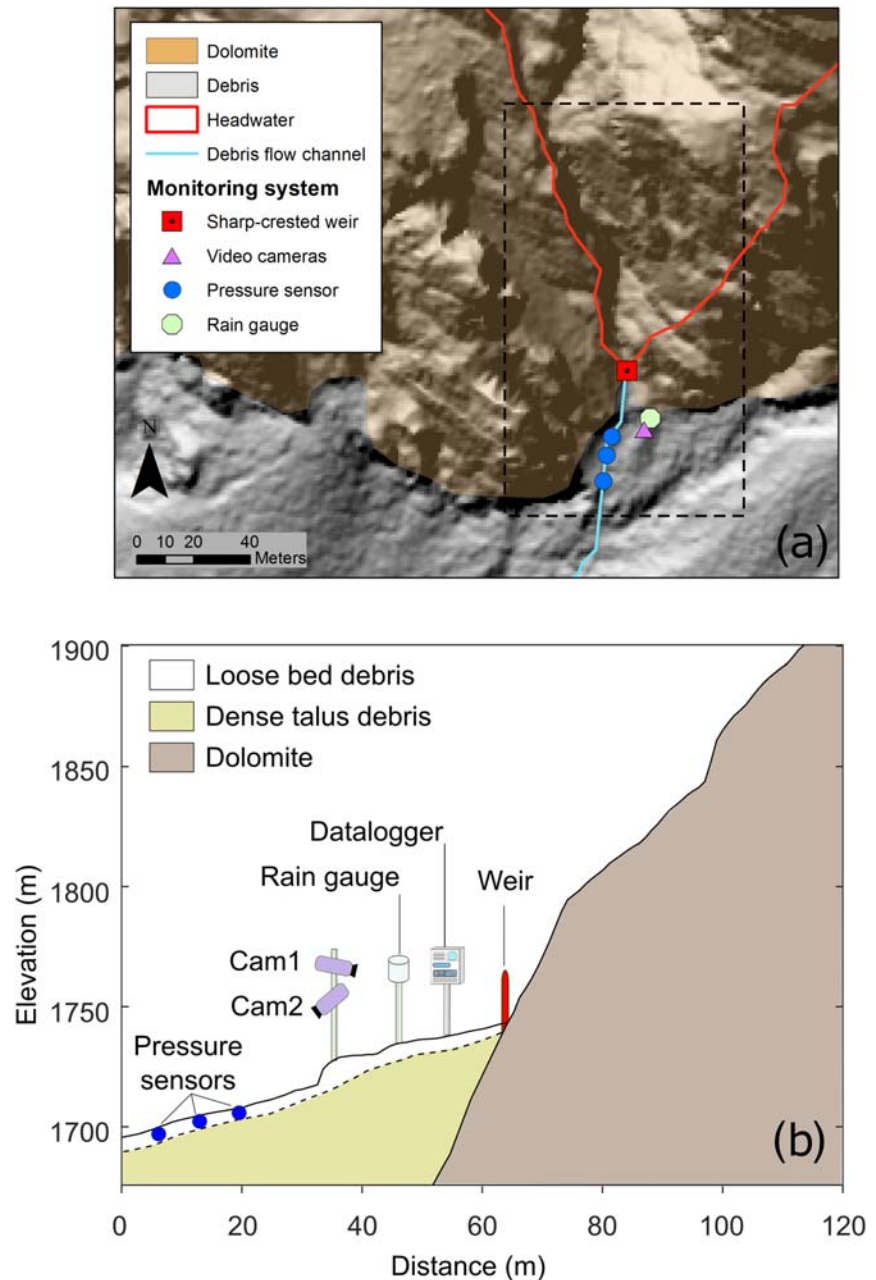 Dolomite
Debris
Headwater
Debris flow channel
Monitoring system
Sharp-crested weir
Video cameras
Pressure sensor
Rain gauge
N
0 10 20 40
Meters
(a)
1900
1850
1800
1750
1700
Elevation (m)
Loose bed debris
Dense talus debris
Dolomite
Datalogger
Rain gauge
Weir
Cam1
Cam2
Pressure
sensors
(b)
0 20 40 60 80 100 120
Distance (m)